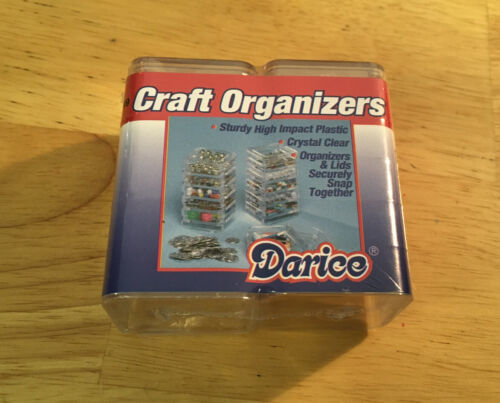 Craft Organizers
• Sturdy High Impact Plastic
• Crystal Clear
• Organizers
& Lids
Securely
Snap
Together
Darice®